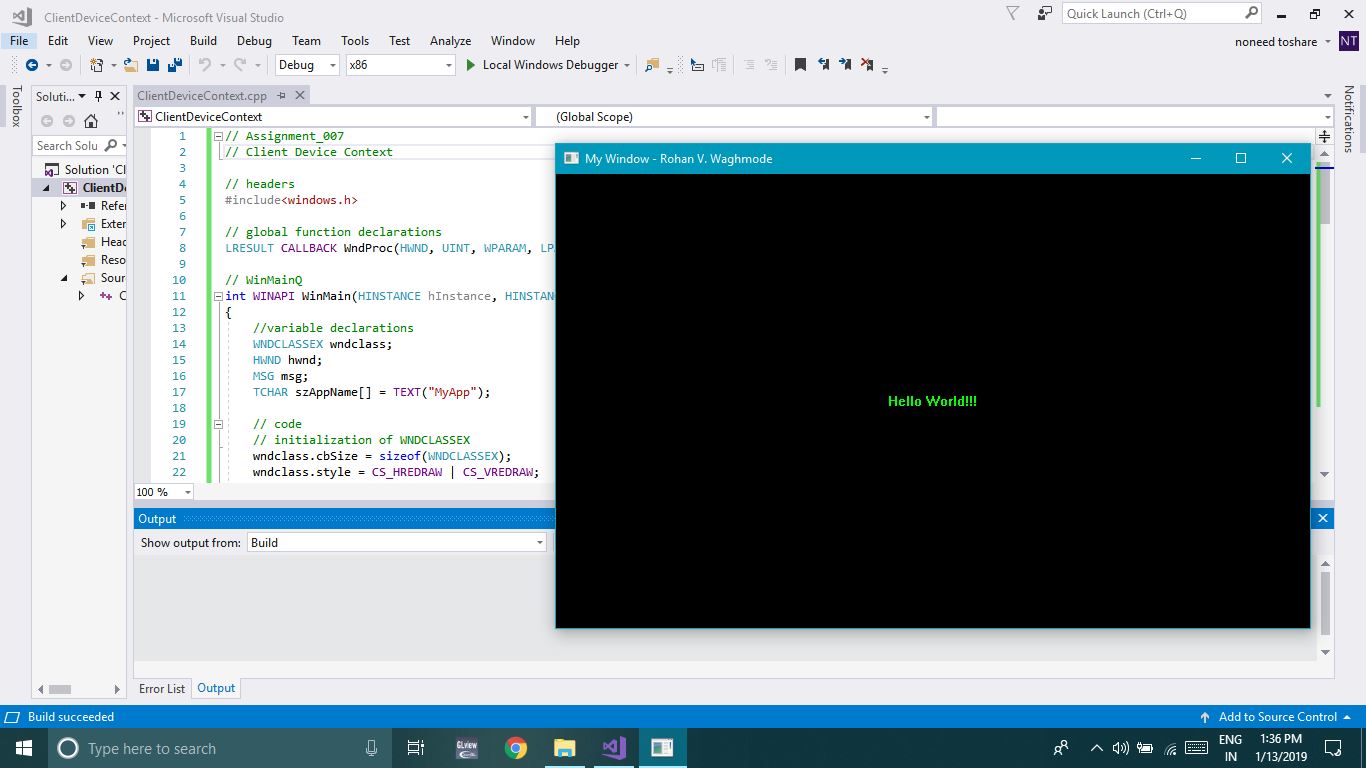 ClientDeviceContext - Microsoft Visual Studio
Quick Launch (Ctrl+Q)
File Edit View Project Build Debug Team Tools Test Analyze Window Help
noneed toshare NT
Debug x86 Local Windows Debugger
Toolbox
Soluti...
ClientDeviceContext.cpp
Notifications
ClientDeviceContext
(Global Scope)
Search Solu
Solution 'Cl
ClientDe
Refer
Exter
Head
Reso
Sour
C
1 // Assignment_007
2 // Client Device Context
3
4 // headers
5 #include<windows.h>
6
7 // global function declarations
8 LRESULT CALLBACK WndProc(HWND, UINT, WPARAM, LPA
9
10 // WinMainQ
11 int WINAPI WinMain(HINSTANCE hInstance, HINSTANC
12 {
13 //variable declarations
14 WNDCLASSEX wndclass;
15 HWND hwnd;
16 MSG msg;
17 TCHAR szAppName[] = TEXT("MyApp");
18
19 // code
20 // initialization of WNDCLASSEX
21 wndclass.cbSize = sizeof(WNDCLASSEX);
22 wndclass.style = CS_HREDRAW | CS_VREDRAW;
100 %
My Window - Rohan V. Waghmode
Hello World!!!
Output
Show output from: Build
Error List Output
Build succeeded
Add to Source Control
Type here to search
GLview
ENG
IN
1:36 PM
1/13/2019